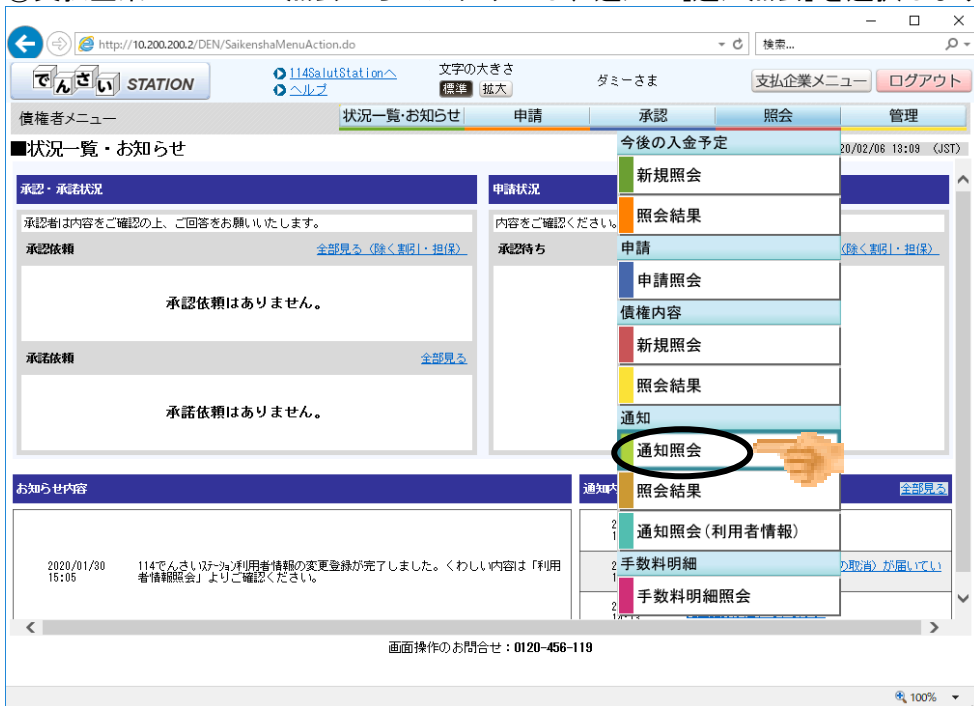 http://10.200.200.2/DEN/SaikenshaMenuAction.do
検索...
でんさい STATION
114SalutStationへ
ヘルプ
文字の大きさ
標準 拡大
ダミーさま
支払企業メニュー ログアウト
債権者メニュー
状況一覧・お知らせ 申請 承認 照会 管理
■状況一覧・お知らせ
20/02/06 13:09 (JST)
承認・承諾状況
承認者は内容をご確認の上、ご回答をお願いいたします。
承認依頼
全部見る（除く割引・担保）
承認依頼はありません。
承諾依頼
全部見る
承諾依頼はありません。
申請状況
内容をご確認ください。
承認待ち
（除く割引・担保）
今後の入金予定
新規照会
照会結果
申請
申請照会
債権内容
新規照会
照会結果
通知
通知照会
照会結果
通知照会(利用者情報)
手数料明細
手数料明細照会
お知らせ内容
2020/01/30
15:05
114でんさいステーション利用者情報の変更登録が完了しました。くわしい内容は「利用
者情報照会」よりご確認ください。
全部見る
の取消）が届いてい
画面操作のお問合せ：0120-456-119
100%